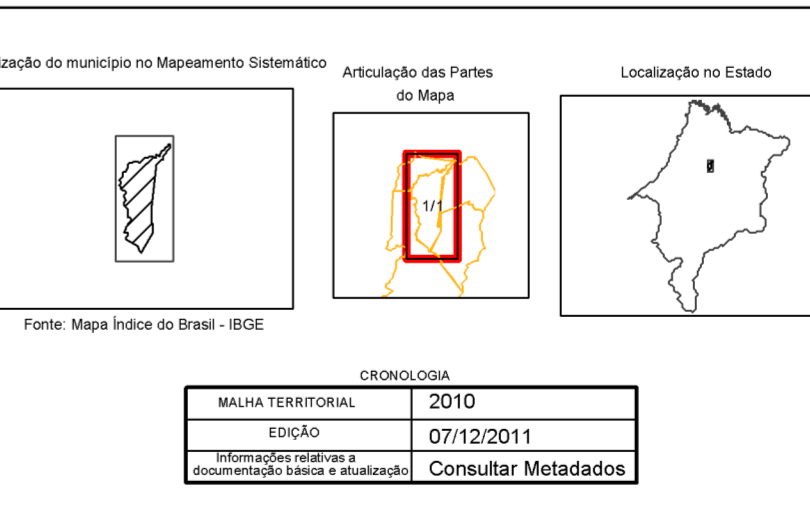 ização do município no Mapeamento Sistemático
Articulação das Partes
do Mapa
Localização no Estado
1/1
Fonte: Mapa Índice do Brasil - IBGE
CRONOLOGIA
MALHA TERRITORIAL 2010
EDIÇÃO 07/12/2011
Informações relativas a
documentação básica e atualização Consultar Metadados